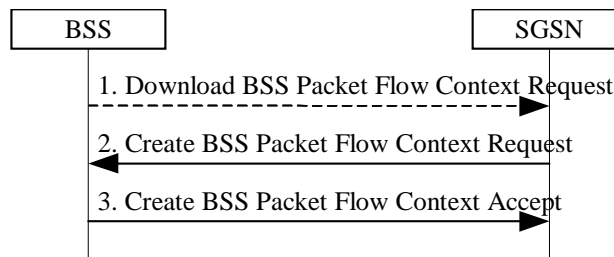 BSS
SGSN
1. Download BSS Packet Flow Context Request
2. Create BSS Packet Flow Context Request
3. Create BSS Packet Flow Context Accept